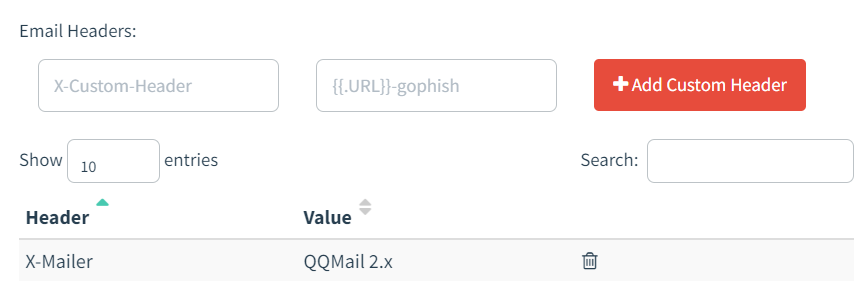 Email Headers:
X-Custom-Header {{.URL}}-gophish Add Custom Header
Show 10 entries Search:
Header Value
X-Mailer QQMail 2.x